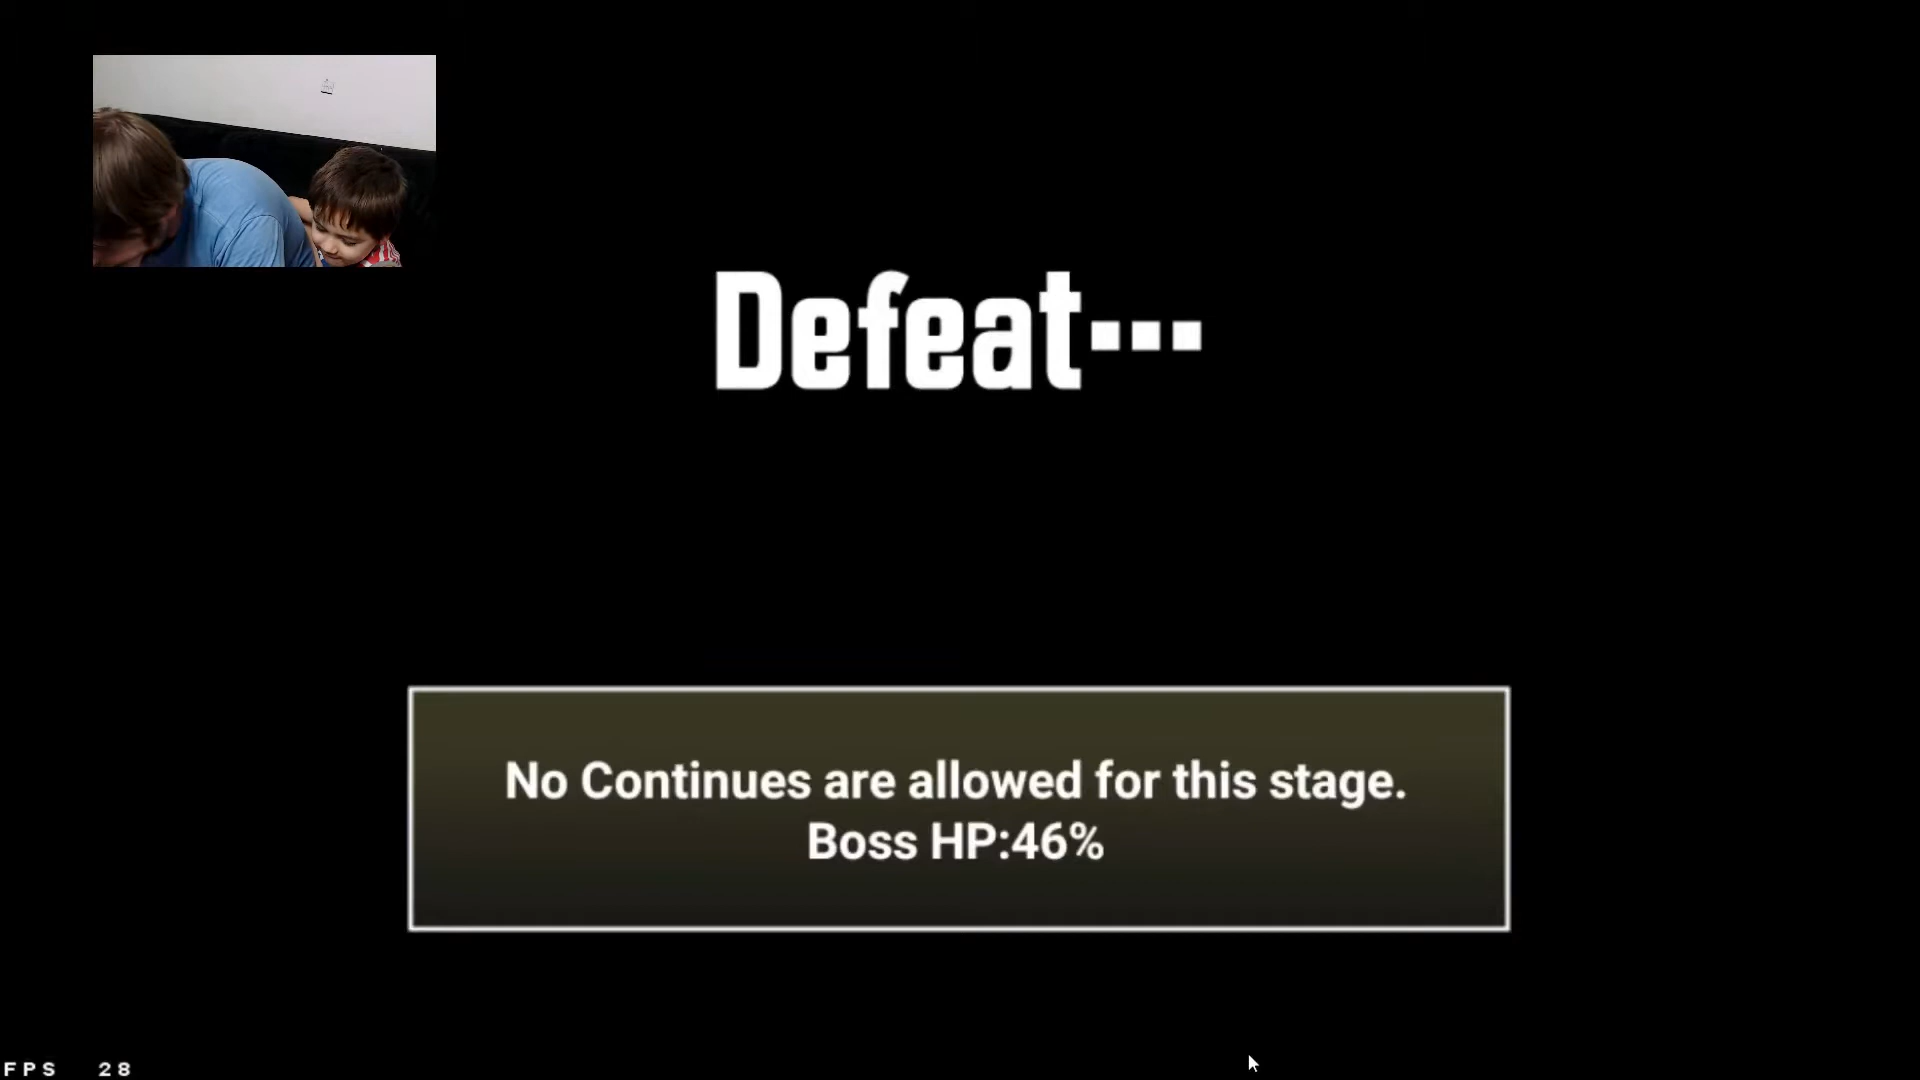 Defeat...
No Continues are allowed for this stage.
Boss HP:46%
FPS 28